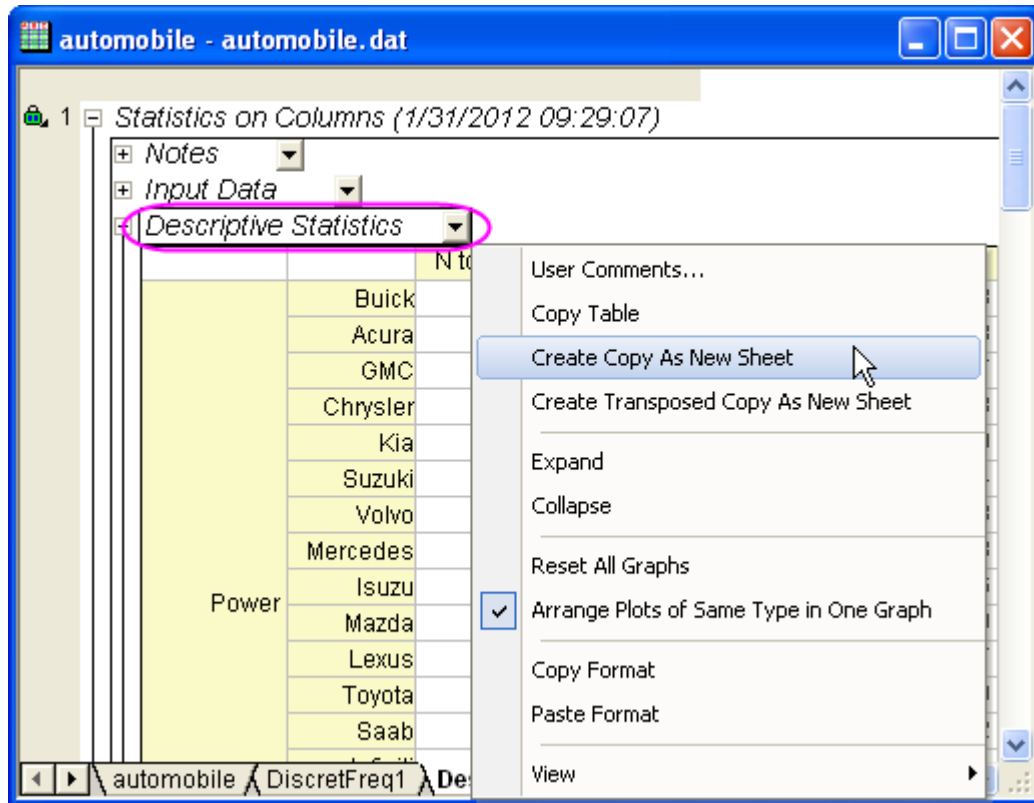 automobile - automobile.dat
1 Statistics on Columns (1/31/2012 09:29:07)
Notes
Input Data
Descriptive Statistics
N
User Comments...
Copy Table
Create Copy As New Sheet
Create Transposed Copy As New Sheet
Expand
Collapse
Reset All Graphs
Arrange Plots of Same Type in One Graph
Copy Format
Paste Format
View
Power
Buick
Acura
GMC
Chrysler
Kia
Suzuki
Volvo
Mercedes
Isuzu
Mazda
Lexus
Toyota
Saab
automobile DiscretFreq1 Des